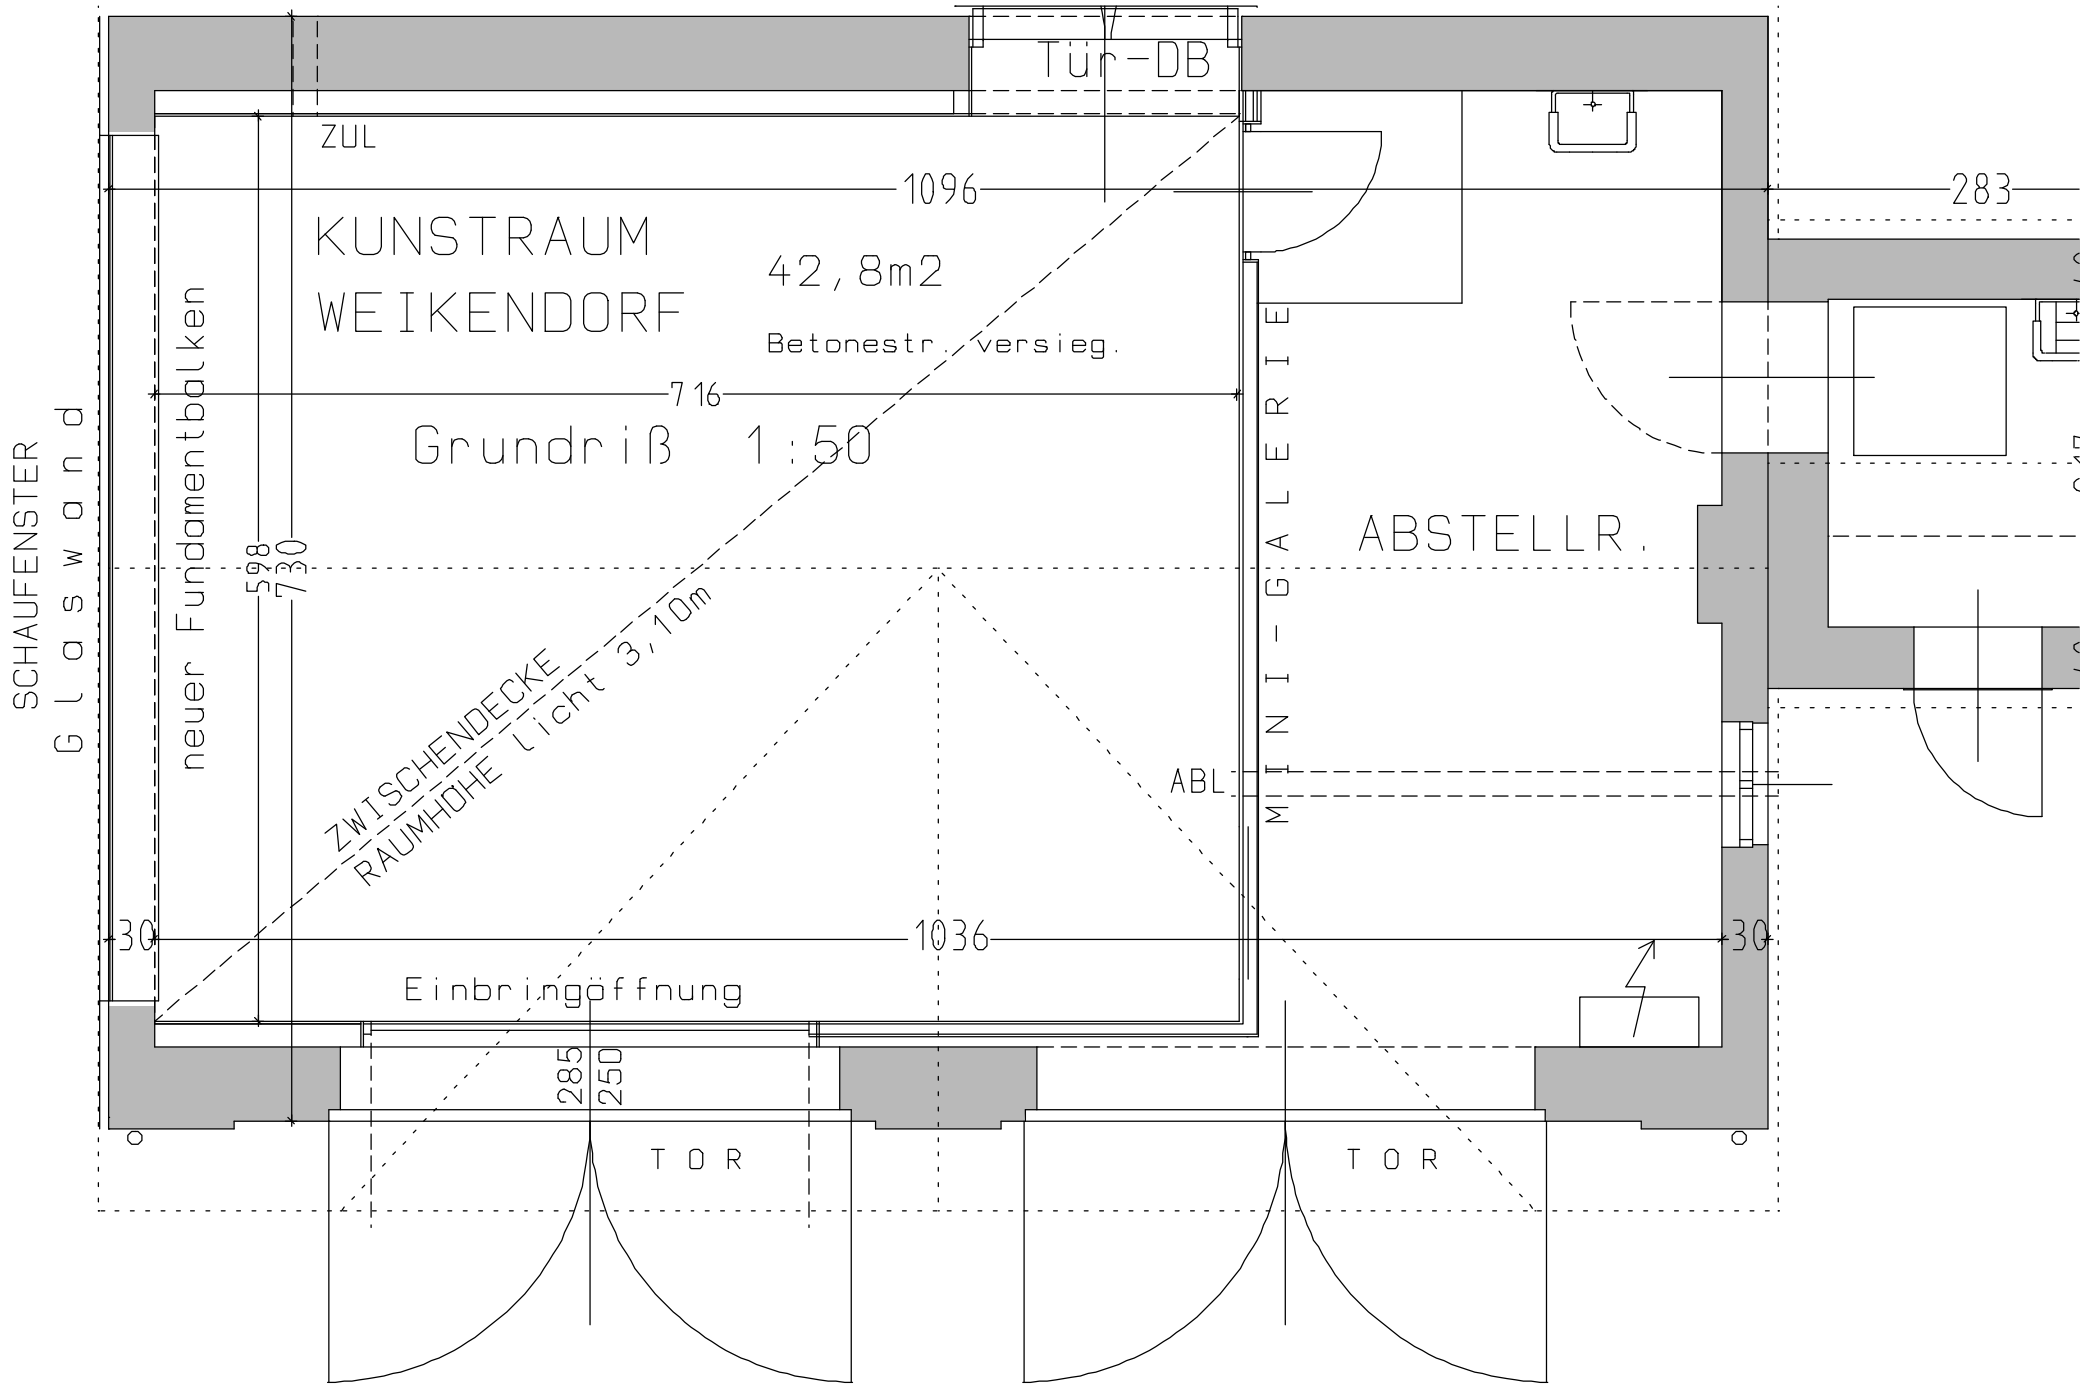 Tür-DB
ZUL
1096
283
KUNSTRAUM
WEIKENDORF
42,8m2
Betonestr. versieg.
716
Grundriß 1:50
SCHAUFENSTER
Glaswand
neuer Fundamentbalken
598
730
ZWISCHENDECKE
RAUMHÖHE licht 3,10m
MINI-GALERIE
ABSTELLR.
ABL
30
1036
30
Einbringöffnung
285
250
TOR
TOR